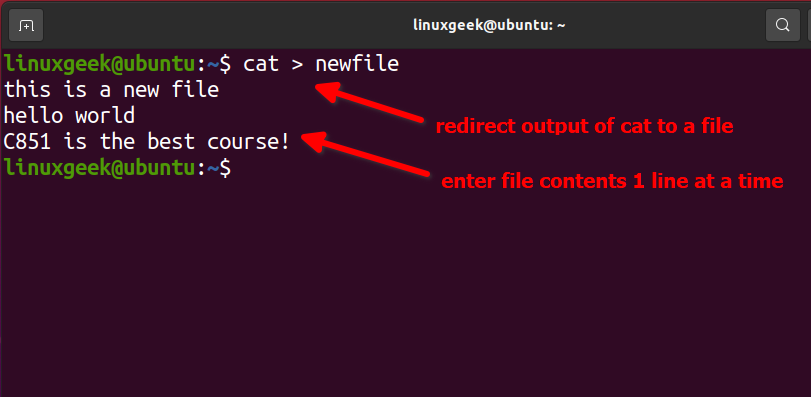 linuxgeek@ubuntu: ~
linuxgeek@ubuntu:~$ cat > newfile
this is a new file
hello world
redirect output of cat to a file
C851 is the best course!
linuxgeek@ubuntu:~$
enter file contents 1 line at a time